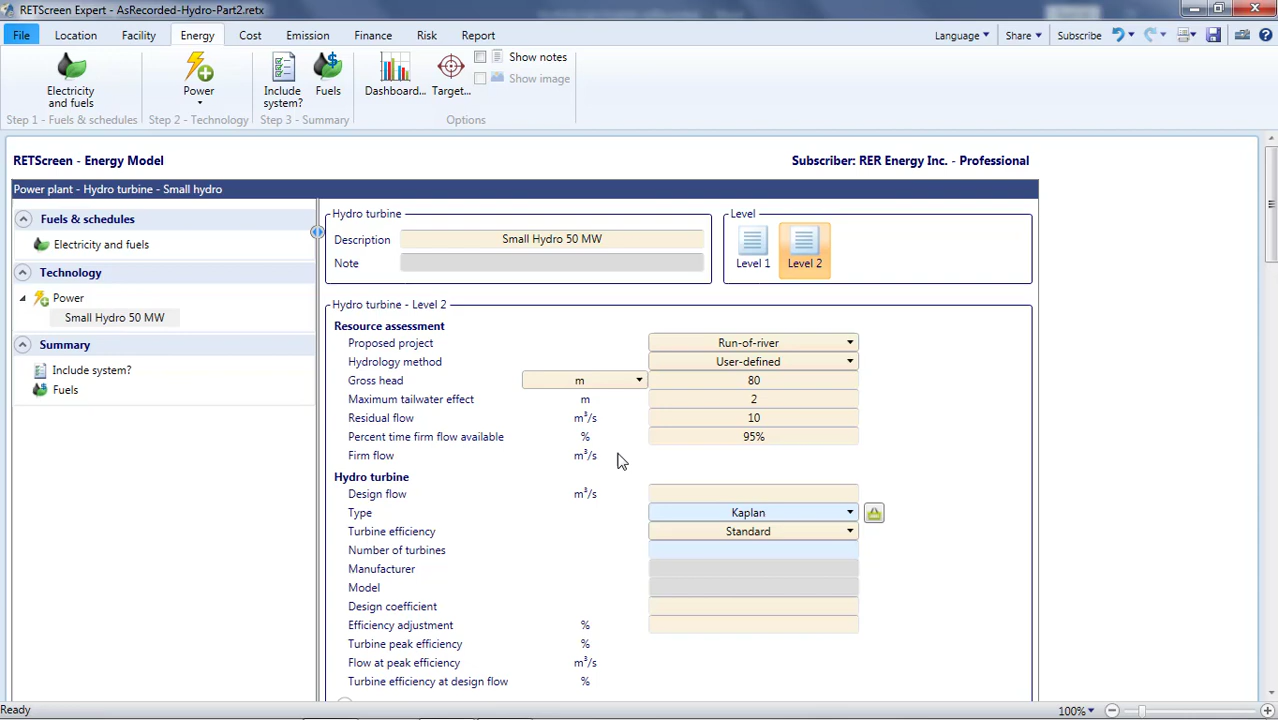 RETScreen Expert - AsRecorded-Hydro-Part2.retx
File Location Facility Energy Cost Emission Finance Risk Report Language Share Subscribe
Electricity and fuels
Power
Include system?
Fuels
Dashboard...
Target...
Show notes
Show image
Step 1 - Fuels & schedules Step 2 - Technology Step 3 - Summary Options
RETScreen - Energy Model Subscriber: RER Energy Inc. - Professional
Power plant - Hydro turbine - Small hydro
Fuels & schedules
Electricity and fuels
Technology
Power
Small Hydro 50 MW
Summary
Include system?
Fuels
Hydro turbine
Description Small Hydro 50 MW
Note
Level
Level 1 Level 2
Hydro turbine - Level 2
Resource assessment
Proposed project Run-of-river
Hydrology method User-defined
Gross head m 80
Maximum tailwater effect m 2
Residual flow m³/s 10
Percent time firm flow available % 95%
Firm flow m³/s
Hydro turbine
Design flow m³/s
Type Kaplan
Turbine efficiency Standard
Number of turbines
Manufacturer
Model
Design coefficient
Efficiency adjustment %
Turbine peak efficiency %
Flow at peak efficiency m³/s
Turbine efficiency at design flow %
Ready 100%